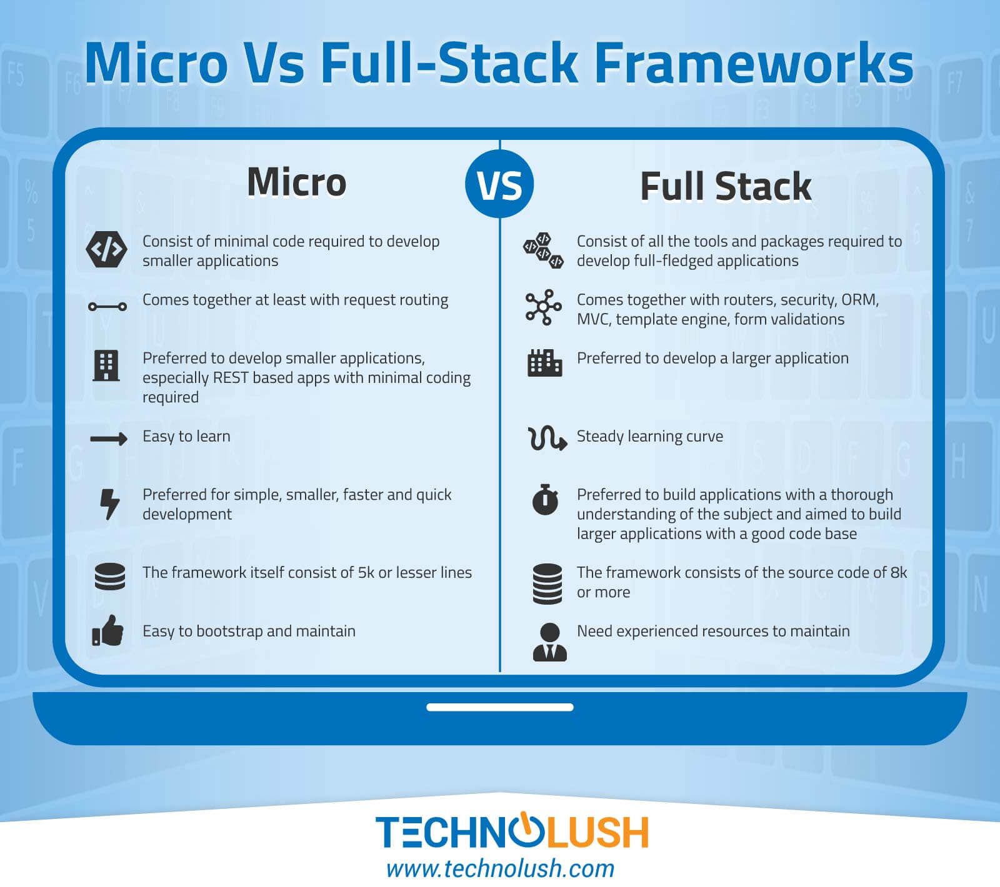 Micro Vs Full-Stack Frameworks
Micro
VS
Full Stack
Consist of minimal code required to develop
smaller applications
Consist of all the tools and packages required to
develop full-fledged applications
Comes together at least with request routing
Comes together with routers, security, ORM,
MVC, template engine, form validations
Preferred to develop smaller applications,
especially REST based apps with minimal coding
required
Preferred to develop a larger application
Easy to learn
Steady learning curve
Preferred for simple, smaller, faster and quick
development
Preferred to build applications with a thorough
understanding of the subject and aimed to build
larger applications with a good code base
The framework itself consist of 5k or lesser lines
The framework consists of the source code of 8k
or more
Easy to bootstrap and maintain
Need experienced resources to maintain
TECHNOLUSH
www.technolush.com